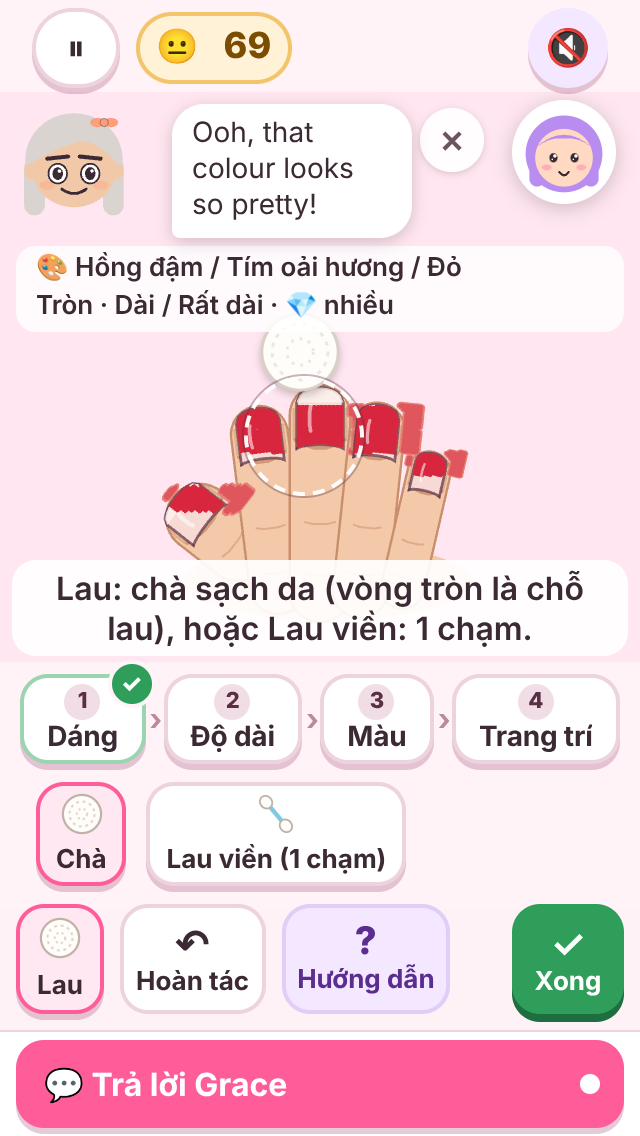 69
Ooh, that
colour looks
so pretty!
Hồng đậm / Tím oải hương / Đỏ
Tròn · Dài / Rất dài · 💎 nhiều
Lau: chà sạch da (vòng tròn là chỗ
lau), hoặc Lau viền: 1 chạm.
1 Dáng
2 Độ dài
3 Màu
4 Trang trí
Chà
Lau viền (1 chạm)
Lau
Hoàn tác
? Hướng dẫn
Xong
Trả lời Grace